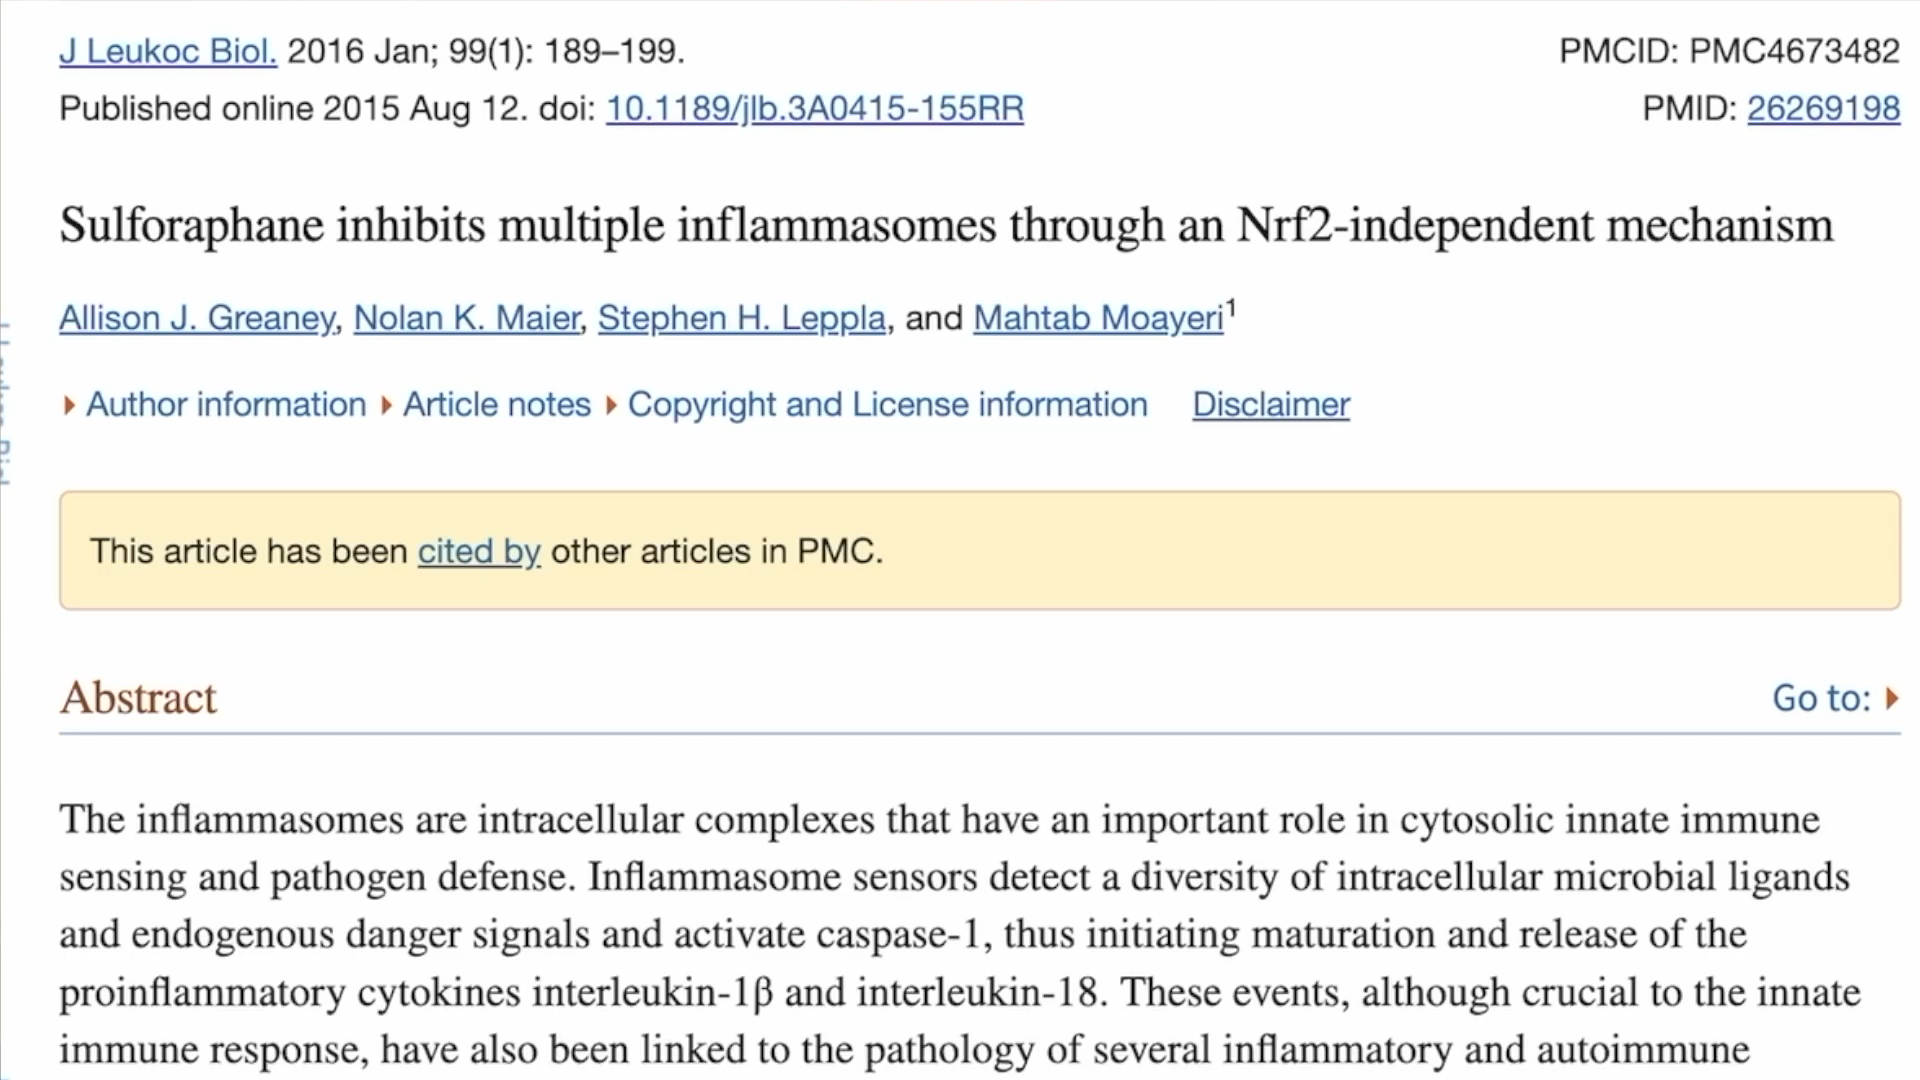 J Leukoc Biol. 2016 Jan; 99(1): 189–199. PMCID: PMC4673482
Published online 2015 Aug 12. doi: 10.1189/jlb.3A0415-155RR PMID: 26269198
Sulforaphane inhibits multiple inflammasomes through an Nrf2-independent mechanism
Allison J. Greaney, Nolan K. Maier, Stephen H. Leppla, and Mahtab Moayeri1
Author information Article notes Copyright and License information Disclaimer
This article has been cited by other articles in PMC.
Abstract Go to:
The inflammasomes are intracellular complexes that have an important role in cytosolic innate immune
sensing and pathogen defense. Inflammasome sensors detect a diversity of intracellular microbial ligands
and endogenous danger signals and activate caspase-1, thus initiating maturation and release of the
proinflammatory cytokines interleukin-1β and interleukin-18. These events, although crucial to the innate
immune response, have also been linked to the pathology of several inflammatory and autoimmune